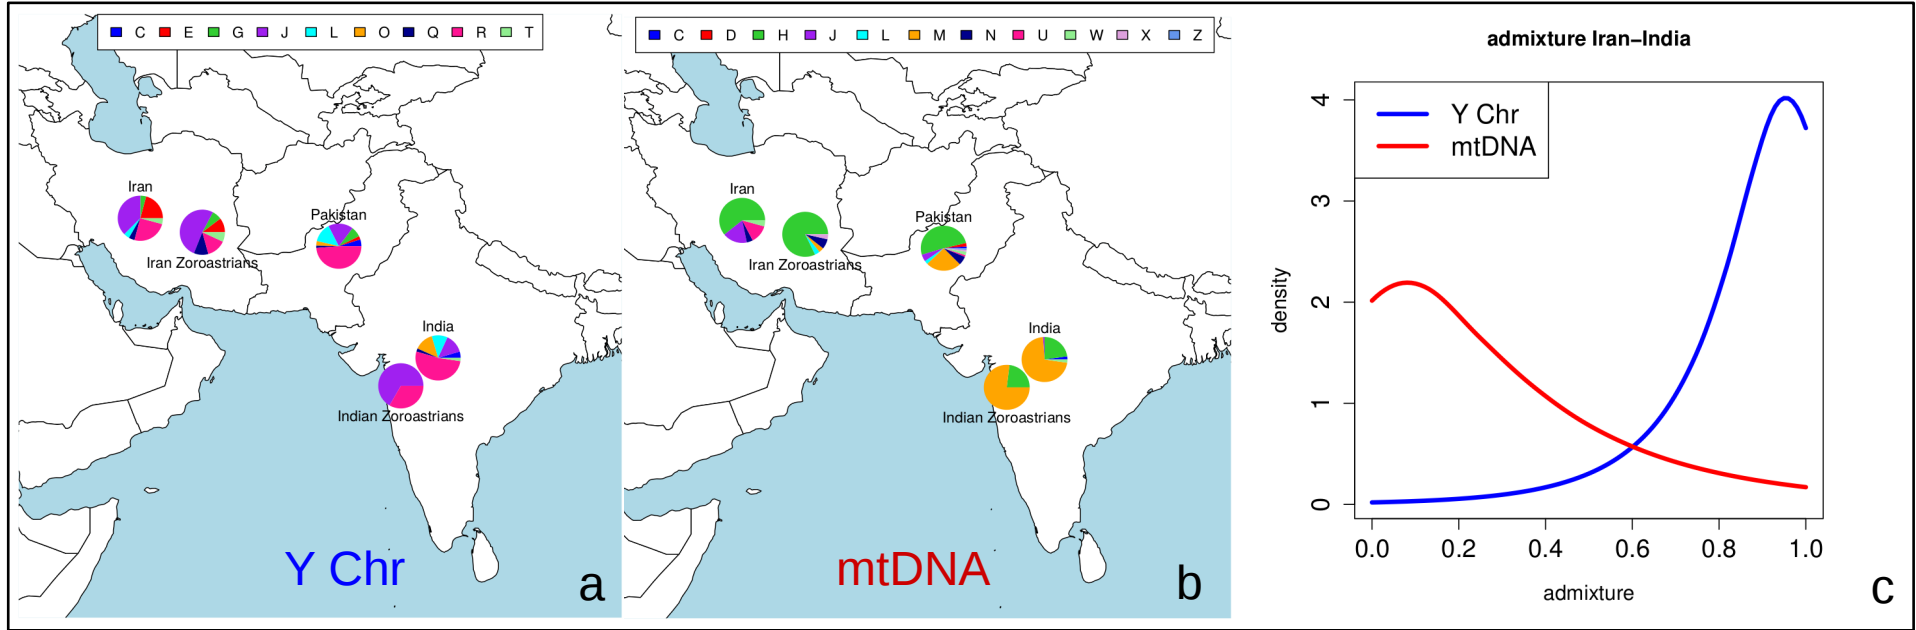 C E G J L O Q R T
Iran
Iran Zoroastrians
Pakistan
India
Indian Zoroastrians
Y Chr
a
C D H J L M N U W X Z
Iran
Iran Zoroastrians
Pakistan
India
Indian Zoroastrians
mtDNA
b
admixture Iran–India
Y Chr
mtDNA
density
4
3
2
1
0
0.0 0.2 0.4 0.6 0.8 1.0
admixture
c